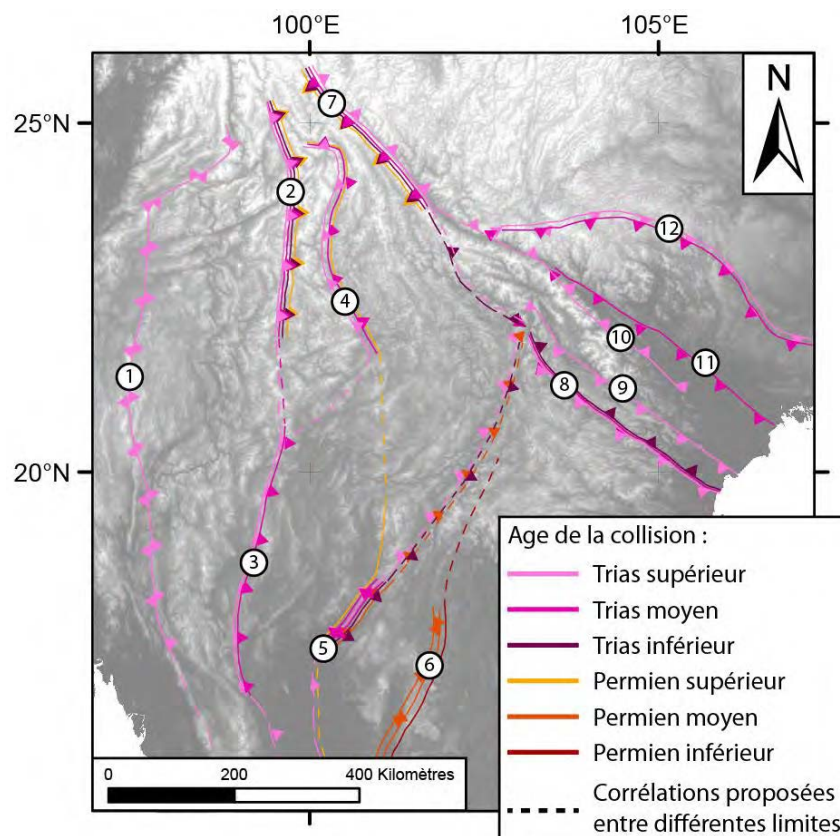 100°E
105°E
N
25°N
7
2
12
4
10
1
11
8
9
20°N
Age de la collision :
3
Trias supérieur
Trias moyen
5
Trias inférieur
6
Permien supérieur
Permien moyen
Permien inférieur
0 200 400 Kilomètres
Corrélations proposées
entre différentes limites